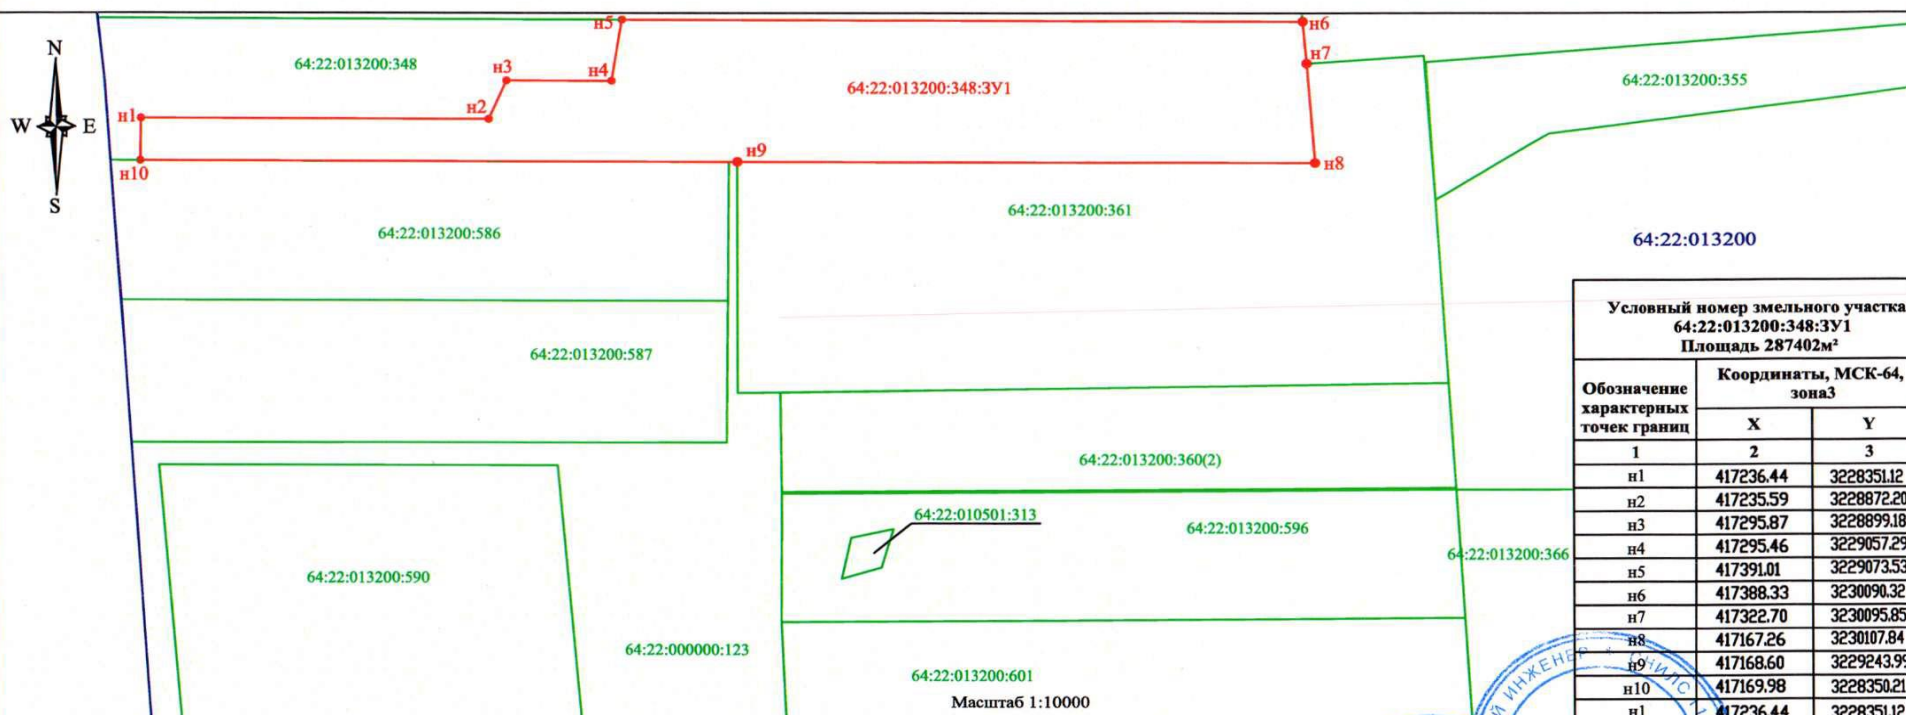 н5
н6
N
64:22:013200:348
н3
н4
н7
64:22:013200:348:ЗУ1
64:22:013200:355
н1
н2
W E
н9
н8
н10
S
64:22:013200:361
64:22:013200:586
64:22:013200
64:22:013200:587
64:22:013200:360(2)
64:22:010501:313
64:22:013200:596
64:22:013200:366
64:22:013200:590
64:22:000000:123
64:22:013200:601
Масштаб 1:10000
Условный номер змельного участка
64:22:013200:348:ЗУ1
Площадь 287402м²
Обозначение характерных точек границ
Координаты, МСК-64, зона3
X Y
1 2 3
н1 417236.44 3228351.12
н2 417235.59 3228872.20
н3 417295.87 3228899.18
н4 417295.46 3229057.29
н5 417391.01 3229073.53
н6 417388.33 3230090.32
н7 417322.70 3230095.85
н8 417167.26 3230107.84
н9 417168.60 3229243.99
н10 417169.98 3228350.21
н1 417236.44 3228351.12
ИНЖЕНЕР * СНИЛС